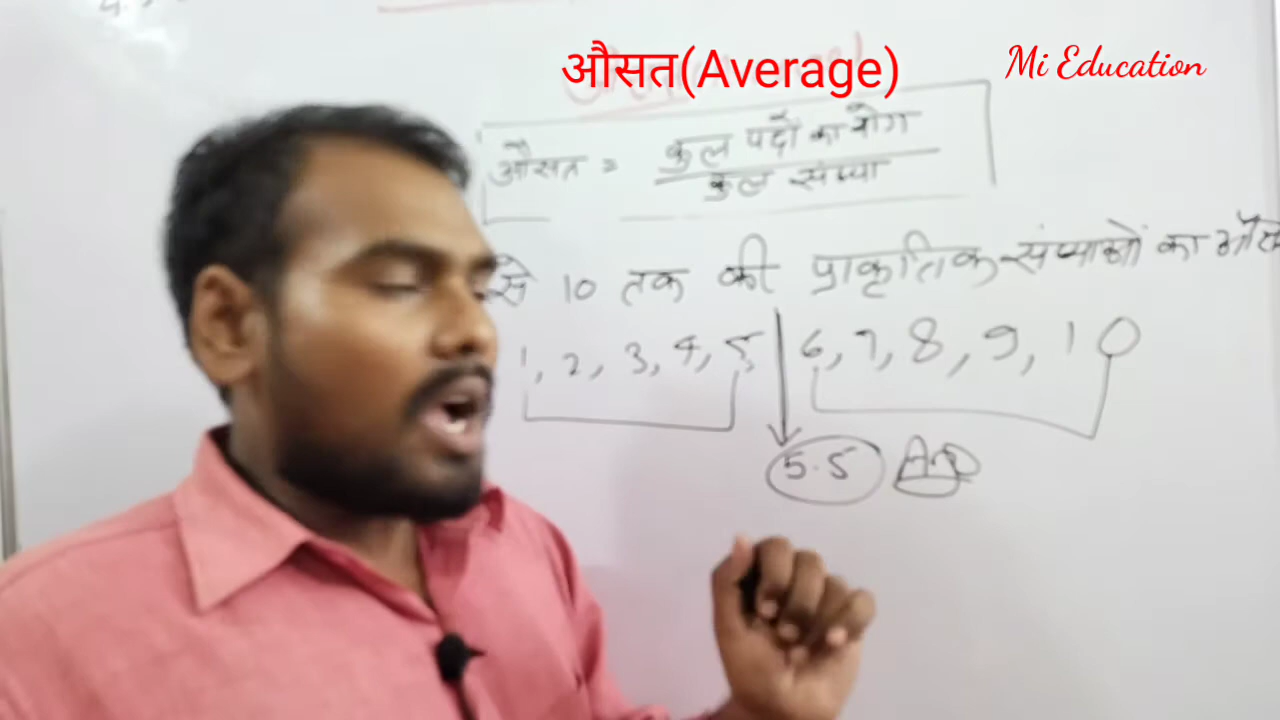 औसत(Average)
Mi Education
औसत = कुल पदों का योग
कुल संख्या
से 10 तक की प्राकृतिक संख्याओं का
1, 2, 3, 4, 5 6, 7, 8, 9, 10
5.5 Ans